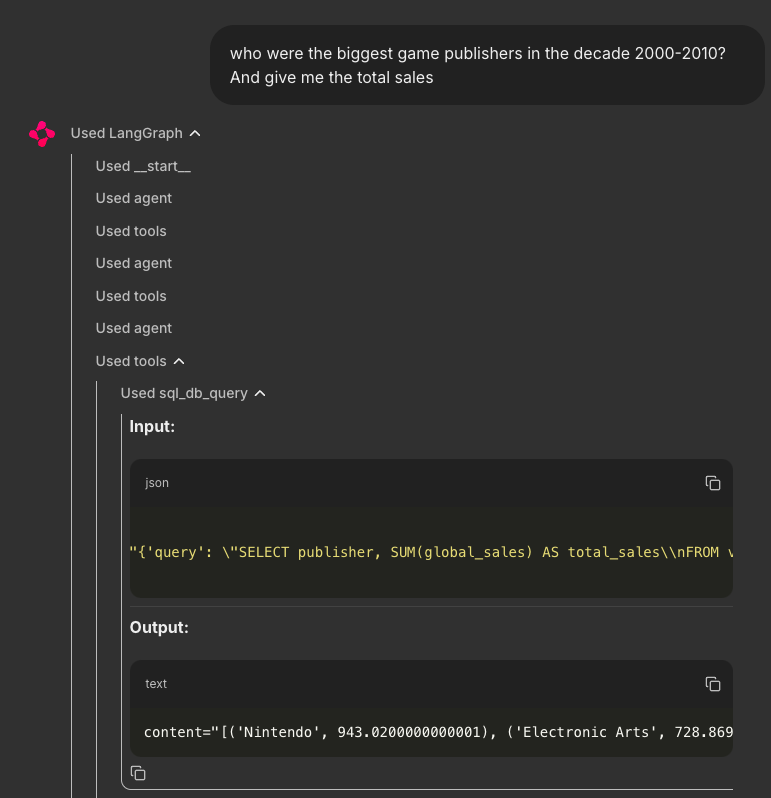 who were the biggest game publishers in the decade 2000-2010?
And give me the total sales
Used LangGraph
Used __start__
Used agent
Used tools
Used agent
Used tools
Used agent
Used tools
Used sql_db_query
Input:
json
"{'query': \"SELECT publisher, SUM(global_sales) AS total_sales\\nFROM v
Output:
text
content="[('Nintendo', 943.0200000000001), ('Electronic Arts', 728.869